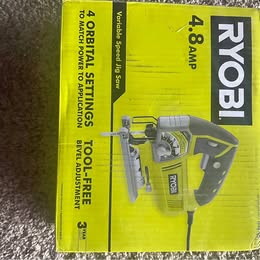 RYOBI
4.8 AMP
Variable Speed Jig Saw
4 ORBITAL SETTINGS
TO MATCH POWER TO APPLICATION
TOOL-FREE
BEVEL ADJUSTMENT
3 YEAR
RYOBI